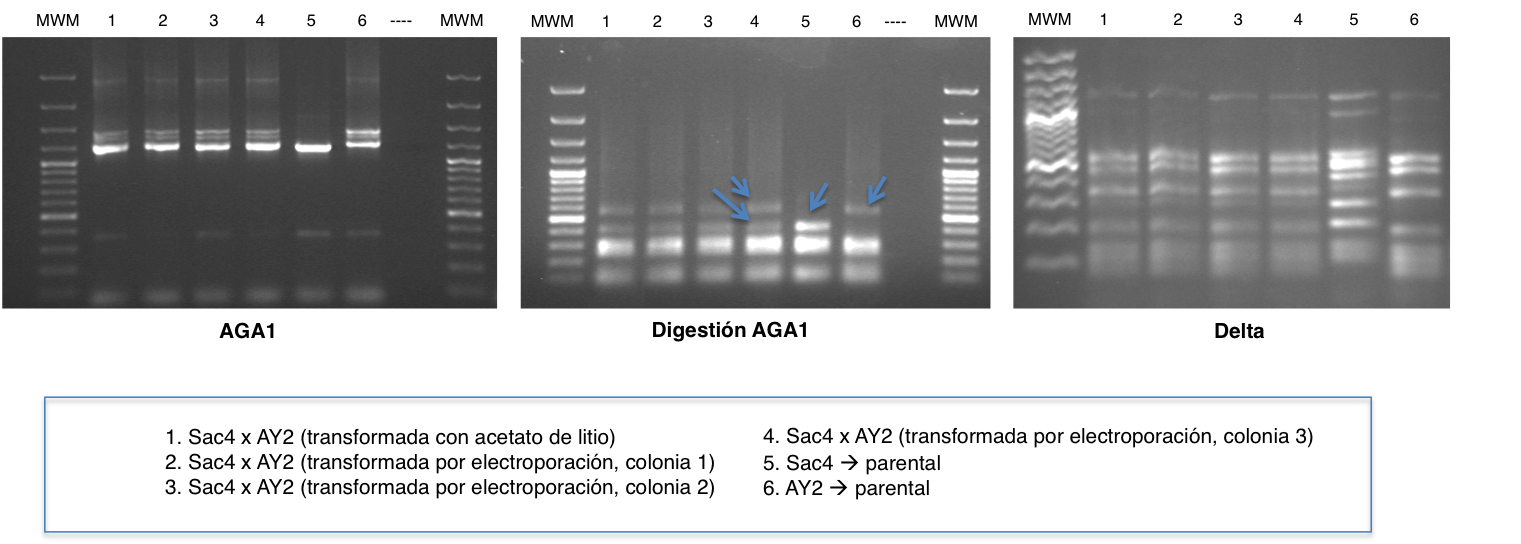 MWM 1 2 3 4 5 6 ---- MWM
MWM 1 2 3 4 5 6 ---- MWM
MWM 1 2 3 4 5 6
AGA1
Digestión AGA1
Delta
1. Sac4 x AY2 (transformada con acetato de litio)
2. Sac4 x AY2 (transformada por electroporación, colonia 1)
3. Sac4 x AY2 (transformada por electroporación, colonia 2)
4. Sac4 x AY2 (transformada por electroporación, colonia 3)
5. Sac4 → parental
6. AY2 → parental